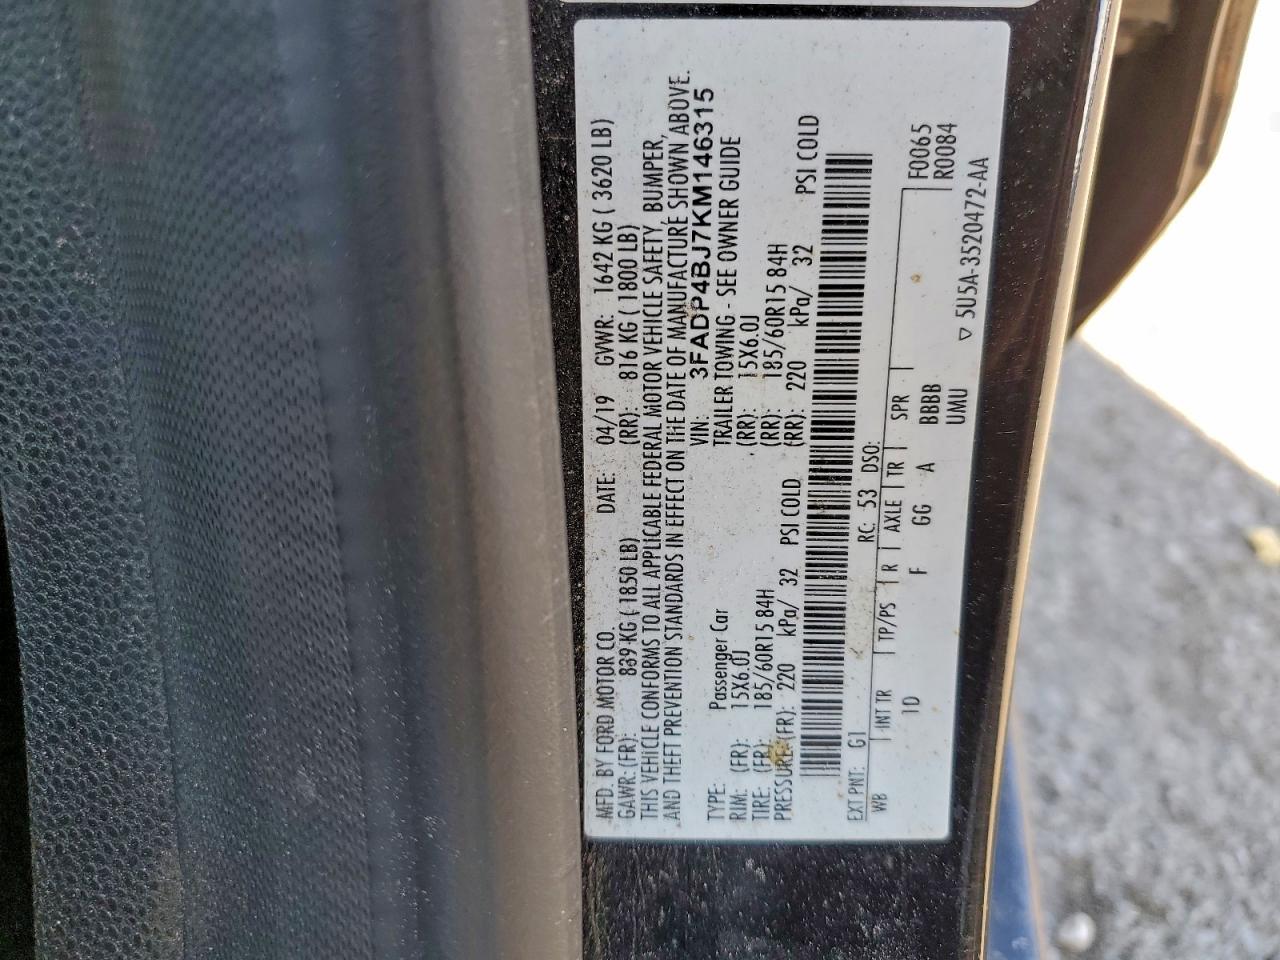 MFD. BY FORD MOTOR CO. DATE: 04/19 GVWR: 1642 KG ( 3620 LB)
GAWR: (FR): 839 KG ( 1850 LB) (RR): 816 KG ( 1800 LB)
THIS VEHICLE CONFORMS TO ALL APPLICABLE FEDERAL MOTOR VEHICLE SAFETY, BUMPER,
AND THEFT PREVENTION STANDARDS IN EFFECT ON THE DATE OF MANUFACTURE SHOWN ABOVE.
VIN: 3FADP4BJ7KM146315
TYPE: Passenger Car TRAILER TOWING - SEE OWNER GUIDE
RIM: (FR): 15X6.0J (RR): 15X6.0J
TIRE: (FR): 185/60R15 84H (RR): 185/60R15 84H
PRESSURE: (FR): 220 kPa/ 32 PSI COLD (RR): 220 kPa/ 32 PSI COLD
EXT PNT: G1 RC: 53 DSO:
WB INT TR TP/PS R AXLE TR SPR F0065
10 F GG A BBBB R0084
UMU
▽ 5U5A-3520472-AA